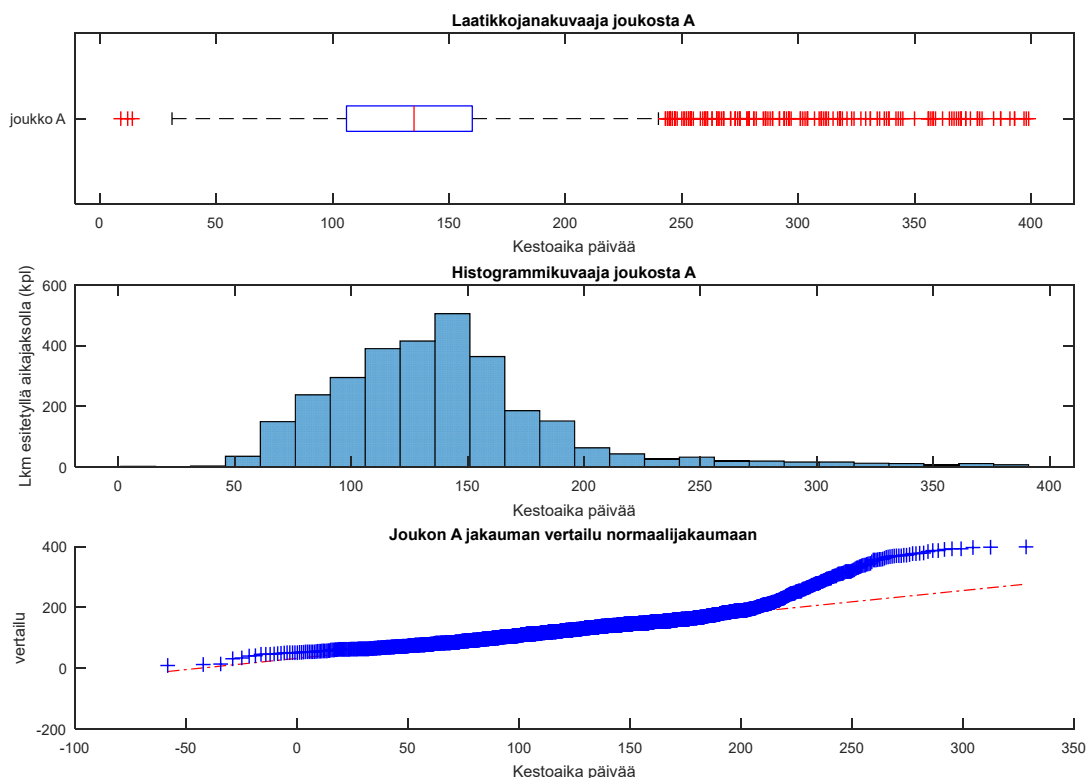 Laatikkojanakuvaaja joukosta A
joukko A
0 50 100 150 200 250 300 350 400
Kestoaika päivää
Histogrammikuvaaja joukosta A
Lkm esitetyllä aikajaksolla (kpl)
600
400
200
0
0 50 100 150 200 250 300 350 400
Kestoaika päivää
Joukon A jakauman vertailu normaalijakaumaan
vertailu
400
200
0
-200
-100 -50 0 50 100 150 200 250 300 350
Kestoaika päivää